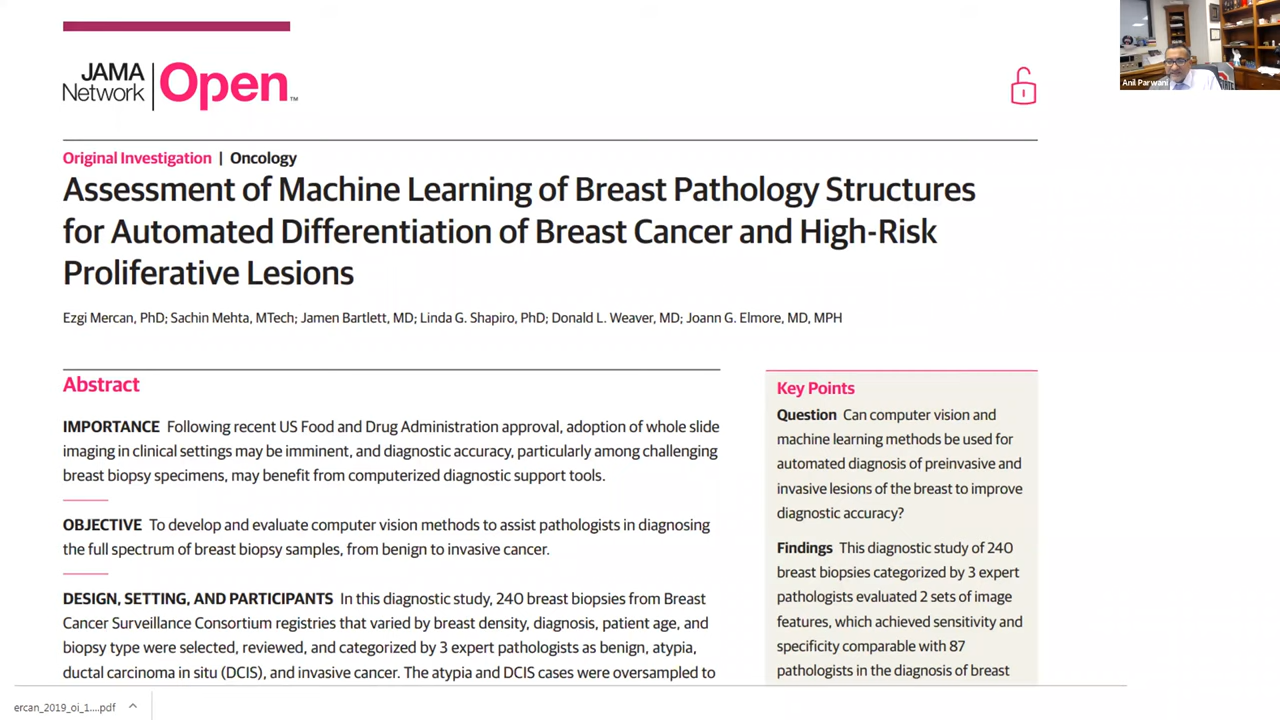 JAMA
Network
Open
Anil Parwani
Original Investigation | Oncology
Assessment of Machine Learning of Breast Pathology Structures
for Automated Differentiation of Breast Cancer and High-Risk
Proliferative Lesions
Ezgi Mercan, PhD; Sachin Mehta, MTech; Jamen Bartlett, MD; Linda G. Shapiro, PhD; Donald L. Weaver, MD; Joann G. Elmore, MD, MPH
Abstract
IMPORTANCE Following recent US Food and Drug Administration approval, adoption of whole slide
imaging in clinical settings may be imminent, and diagnostic accuracy, particularly among challenging
breast biopsy specimens, may benefit from computerized diagnostic support tools.
OBJECTIVE To develop and evaluate computer vision methods to assist pathologists in diagnosing
the full spectrum of breast biopsy samples, from benign to invasive cancer.
DESIGN, SETTING, AND PARTICIPANTS In this diagnostic study, 240 breast biopsies from Breast
Cancer Surveillance Consortium registries that varied by breast density, diagnosis, patient age, and
biopsy type were selected, reviewed, and categorized by 3 expert pathologists as benign, atypia,
ductal carcinoma in situ (DCIS), and invasive cancer. The atypia and DCIS cases were oversampled to
Key Points
Question Can computer vision and
machine learning methods be used for
automated diagnosis of preinvasive and
invasive lesions of the breast to improve
diagnostic accuracy?
Findings This diagnostic study of 240
breast biopsies categorized by 3 expert
pathologists evaluated 2 sets of image
features, which achieved sensitivity and
specificity comparable with 87
pathologists in the diagnosis of breast
ercan_2019_oi_1....pdf